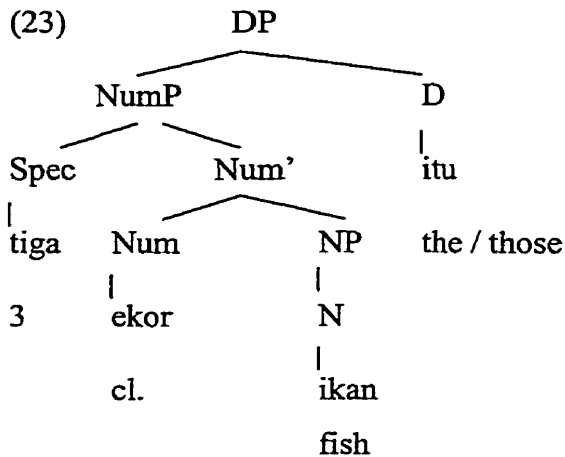 (23) DP
NumP D
Spec Num’ itu
tiga Num NP the / those
3 ekor N
cl. ikan
fish